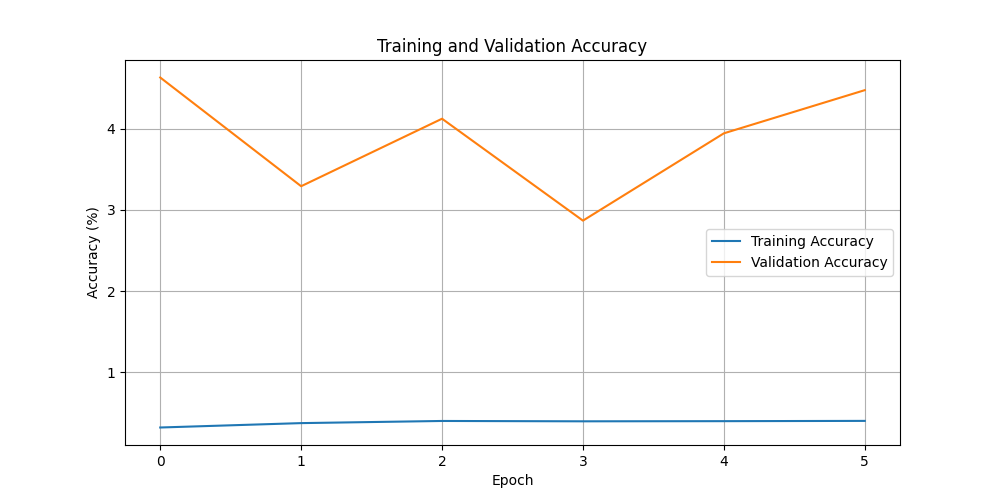 Training and Validation Accuracy
Accuracy (%)
4
3
2
1
Training Accuracy
Validation Accuracy
0 1 2 3 4 5
Epoch